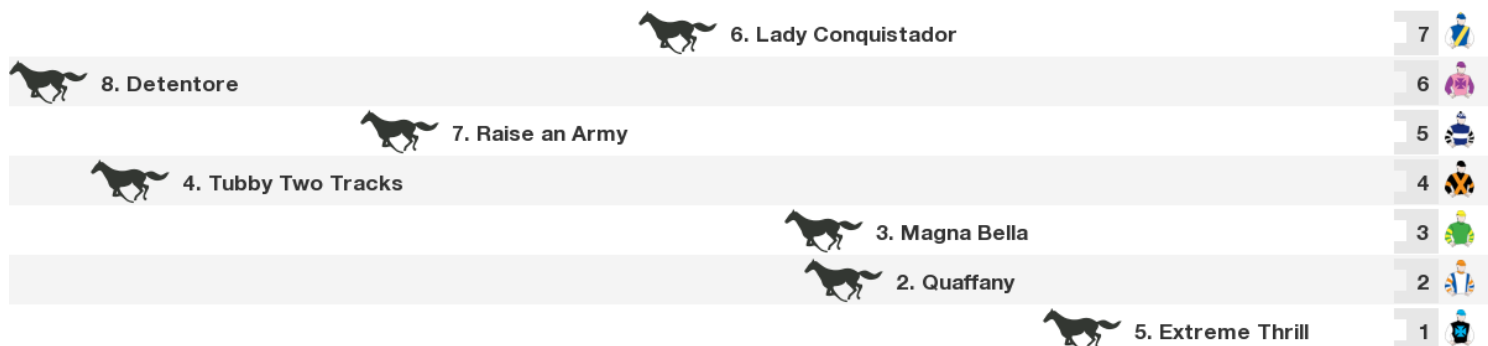 6. Lady Conquistador 7
8. Detentore 6
7. Raise an Army 5
4. Tubby Two Tracks 4
3. Magna Bella 3
2. Quaffany 2
5. Extreme Thrill 1